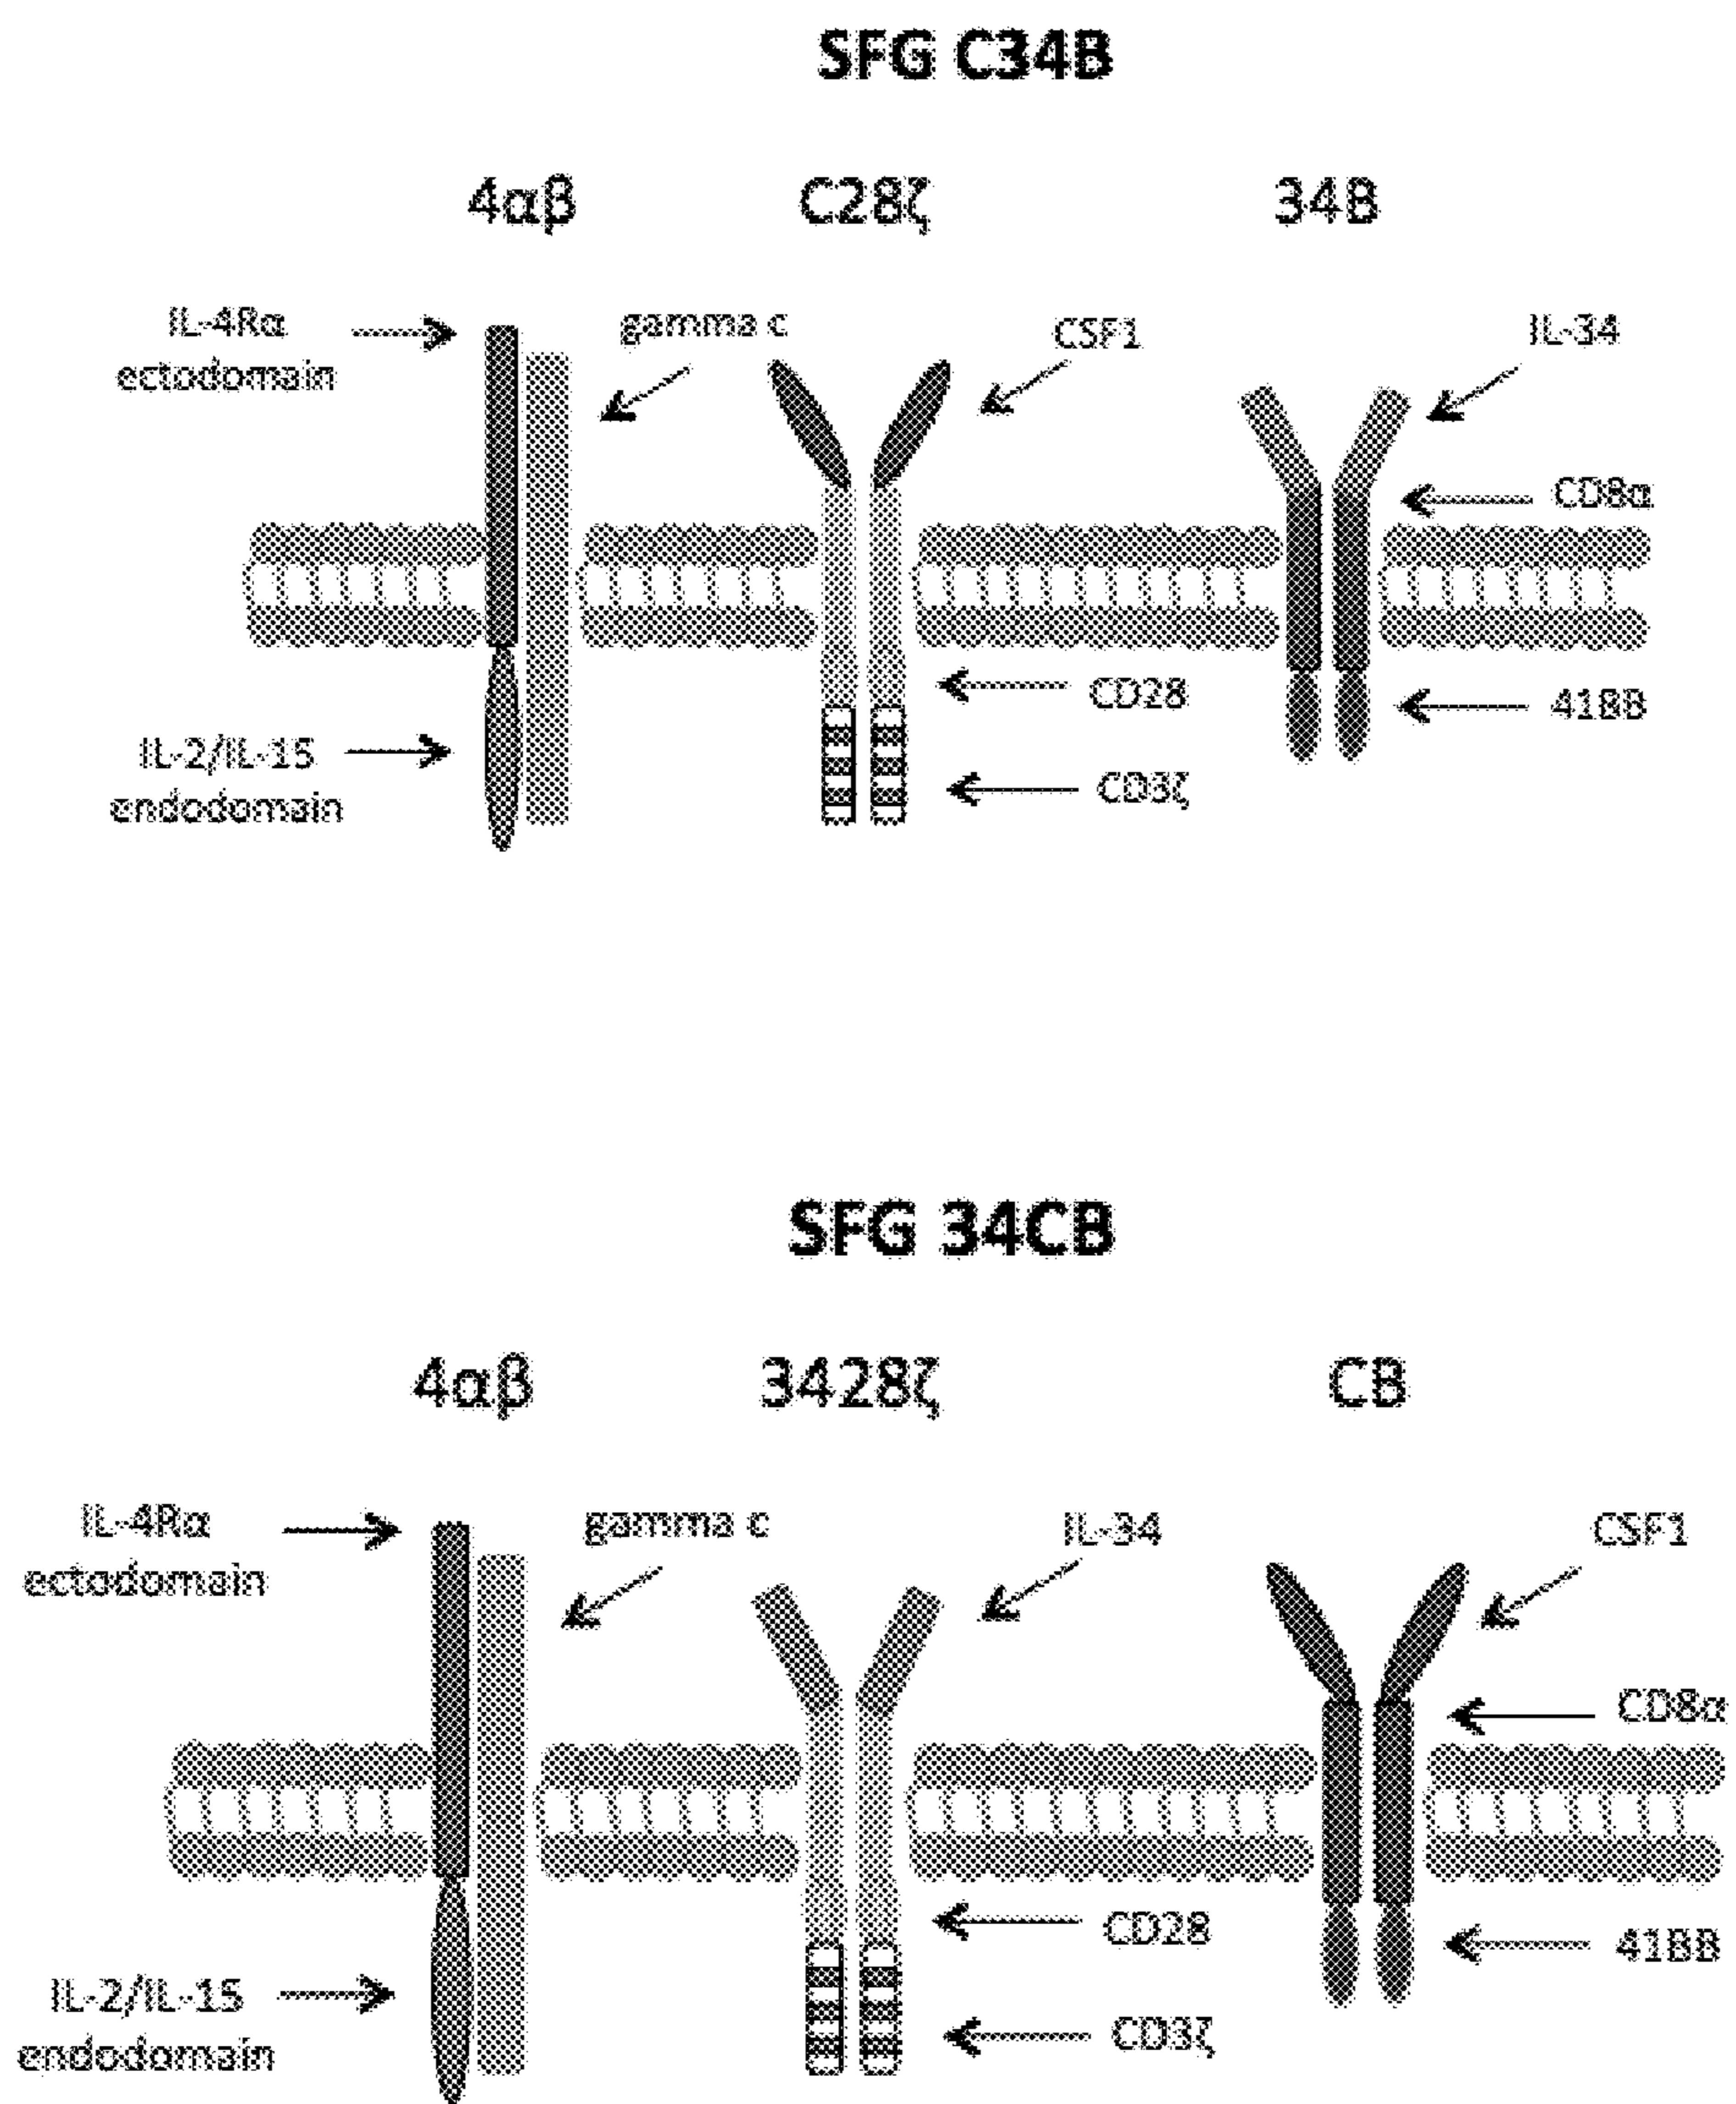 SFG C34B
4αβ
C28ζ
34B
IL-4Rα
ectodomain
gamma c
CSF1
IL-34
CD8α
CD28
41BB
IL-2/IL-15
endodomain
CD3ζ
SFG 34CB
4αβ
3428ζ
CB
IL-4Rα
ectodomain
gamma c
IL-34
CSF1
CD8α
CD28
41BB
IL-2/IL-15
endodomain
CD3ζ